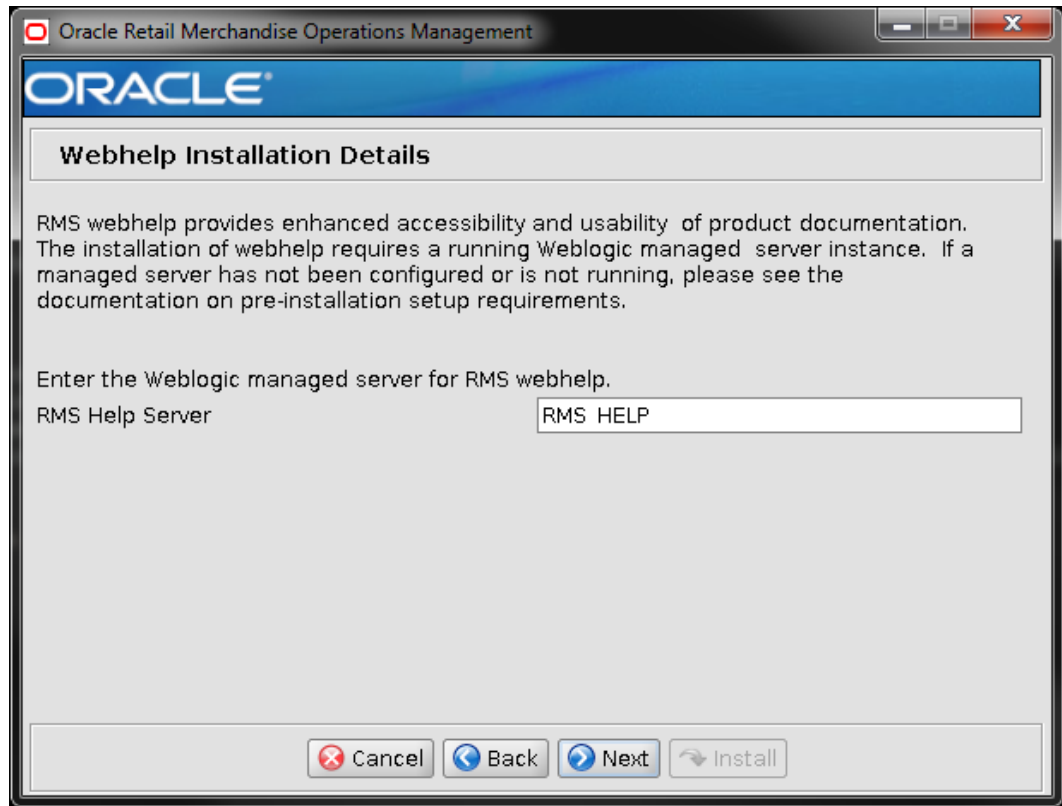 Oracle Retail Merchandise Operations Management
ORACLE®
Webhelp Installation Details
RMS webhelp provides enhanced accessibility and usability of product documentation.
The installation of webhelp requires a running Weblogic managed server instance. If a
managed server has not been configured or is not running, please see the
documentation on pre-installation setup requirements.
Enter the Weblogic managed server for RMS webhelp.
RMS Help Server RMS HELP
Cancel Back Next Install